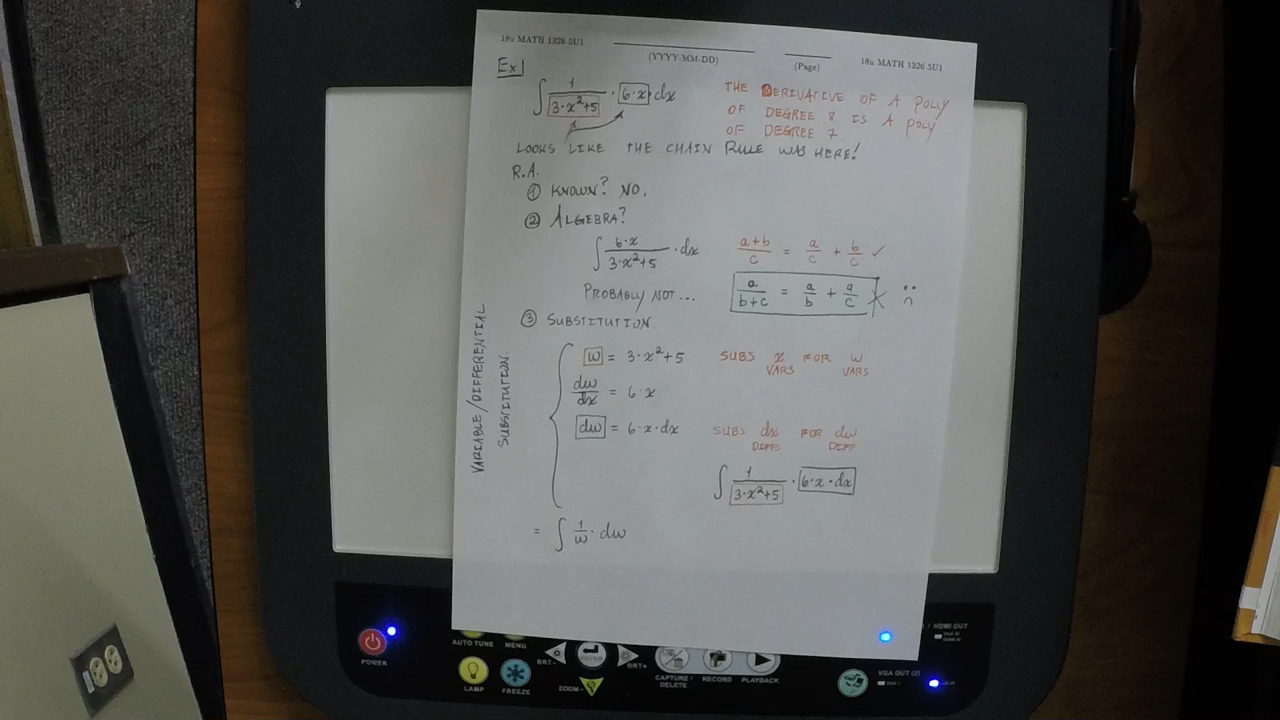 18u MATH 1326 5U1
(YYYY-MM-DD)
(Page)
18u MATH 1326 5U1
Ex1
∫ 1/(3·x²+5) · 6·x · dx
THE DERIVATIVE OF A POLY
OF DEGREE 8 IS A POLY
OF DEGREE 7
LOOKS LIKE THE CHAIN RULE WAS HERE!
R.A.
① KNOWN? NO.
② ALGEBRA?
∫ 6·x/(3·x²+5) · dx
(a+b)/c = a/c + b/c ✓
PROBABLY NOT...
a/(b+c) = a/b + a/c
③ SUBSTITUTION.
VARIABLE/DIFFERENTIAL
SUBSTITUTION.
w = 3·x²+5
SUBS x FOR w
VARS VARS
dw/dx = 6·x
dw = 6·x·dx
SUBS dx FOR dw
DIFFS DIFF
∫ 1/(3·x²+5) · 6·x·dx
= ∫ 1/w · dw
POWER
AUTO TUNE
MENU
BRT-
BRT+
LAMP
FREEZE
ZOOM-
CAPTURE/
DELETE
RECORD
PLAYBACK
/ HDMI OUT
VGA OUT (2)